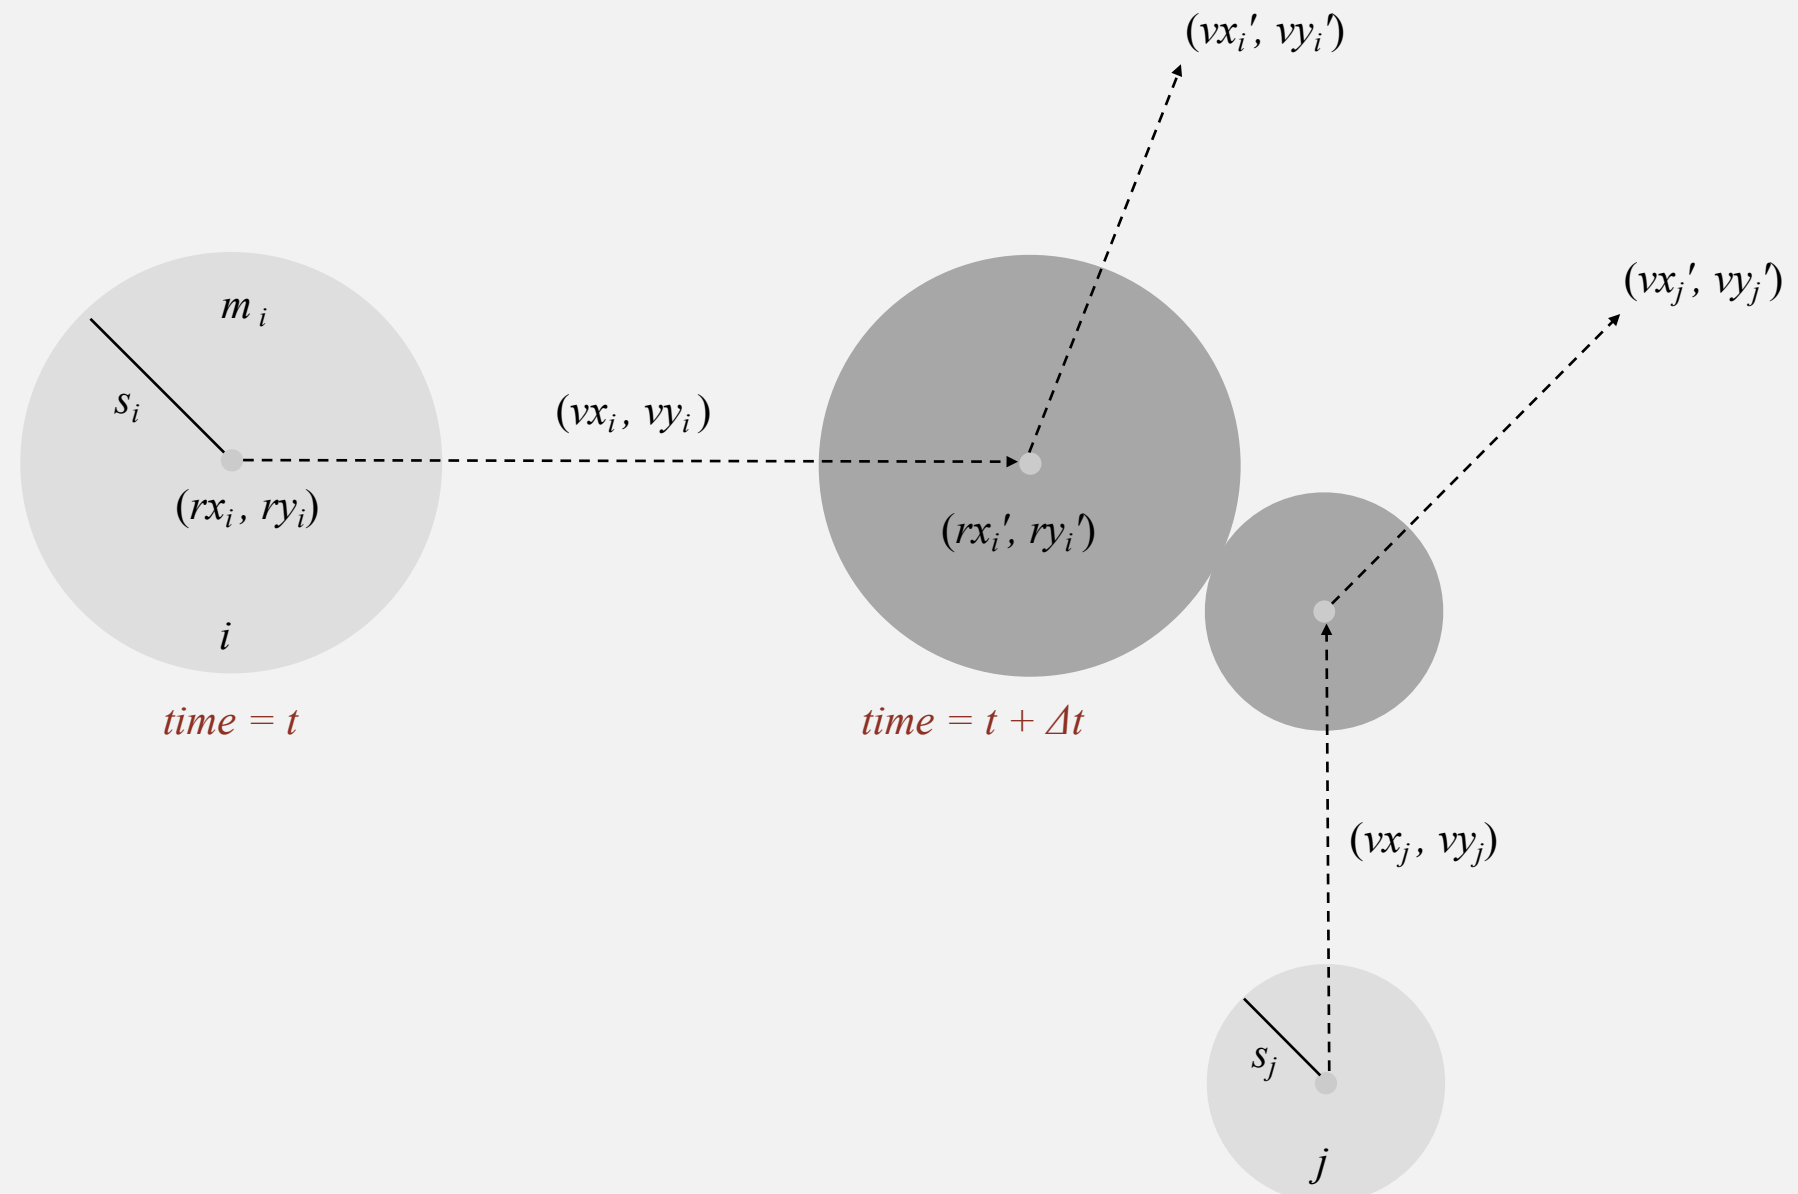 (vxᵢ′, vyᵢ′)
(vxⱼ′, vyⱼ′)
mᵢ
sᵢ
(vxᵢ, vyᵢ)
(rxᵢ, ryᵢ)
(rxᵢ′, ryᵢ′)
i
time = t
time = t + Δt
(vxⱼ, vyⱼ)
sⱼ
j